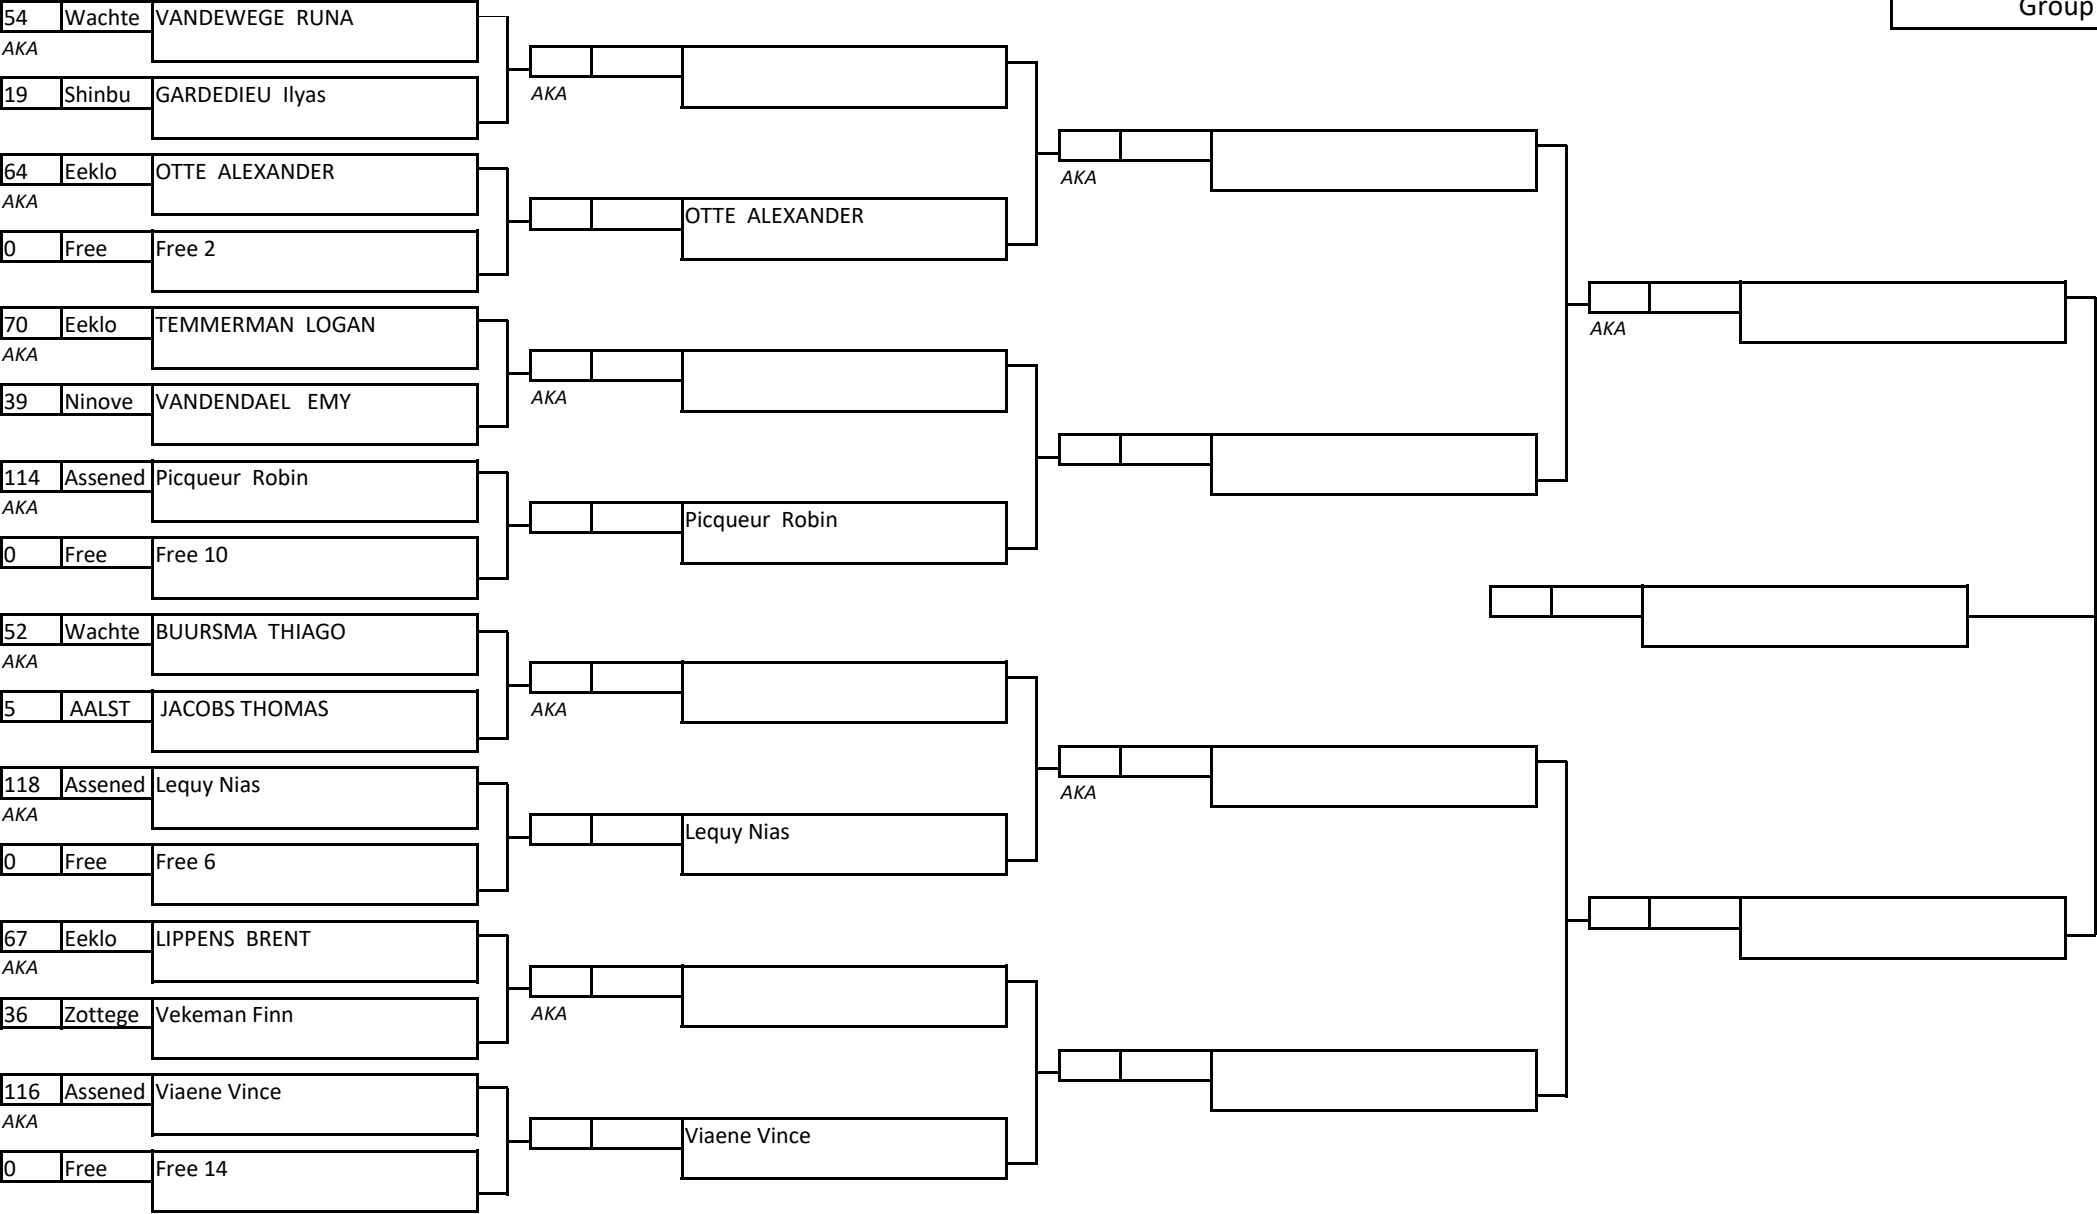 Group
54 Wachte VANDEWEGE RUNA
AKA
AKA
19 Shinbu GARDEDIEU Ilyas
64 Eeklo OTTE ALEXANDER
AKA
AKA
OTTE ALEXANDER
0 Free Free 2
70 Eeklo TEMMERMAN LOGAN
AKA
AKA
39 Ninove VANDENDAEL EMY
AKA
114 Assened Picqueur Robin
AKA
Picqueur Robin
0 Free Free 10
52 Wachte BUURSMA THIAGO
AKA
5 AALST JACOBS THOMAS
AKA
118 Assened Lequy Nias
AKA
AKA
Lequy Nias
0 Free Free 6
67 Eeklo LIPPENS BRENT
AKA
36 Zottege Vekeman Finn
AKA
116 Assened Viaene Vince
AKA
Viaene Vince
0 Free Free 14